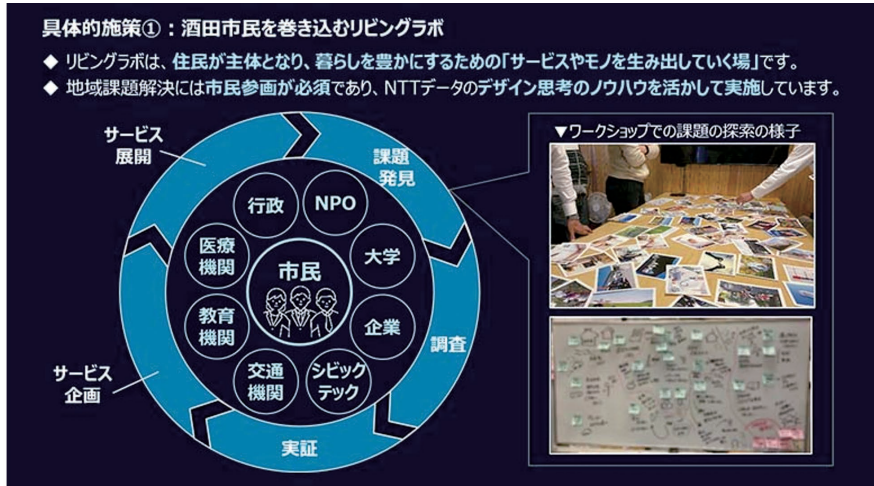 具体的施策①：酒田市民を巻き込むリビングラボ
◆ リビングラボは、住民が主体となり、暮らしを豊かにするための「サービスやモノを生み出していく場」です。
◆ 地域課題解決には市民参画が必須であり、NTTデータのデザイン思考のノウハウを活かして実施しています。
サービス
展開
課題
発見
調査
実証
サービス
企画
行政
NPO
大学
企業
シビック
テック
交通
機関
教育
機関
医療
機関
市民
▼ワークショップでの課題の探索の様子